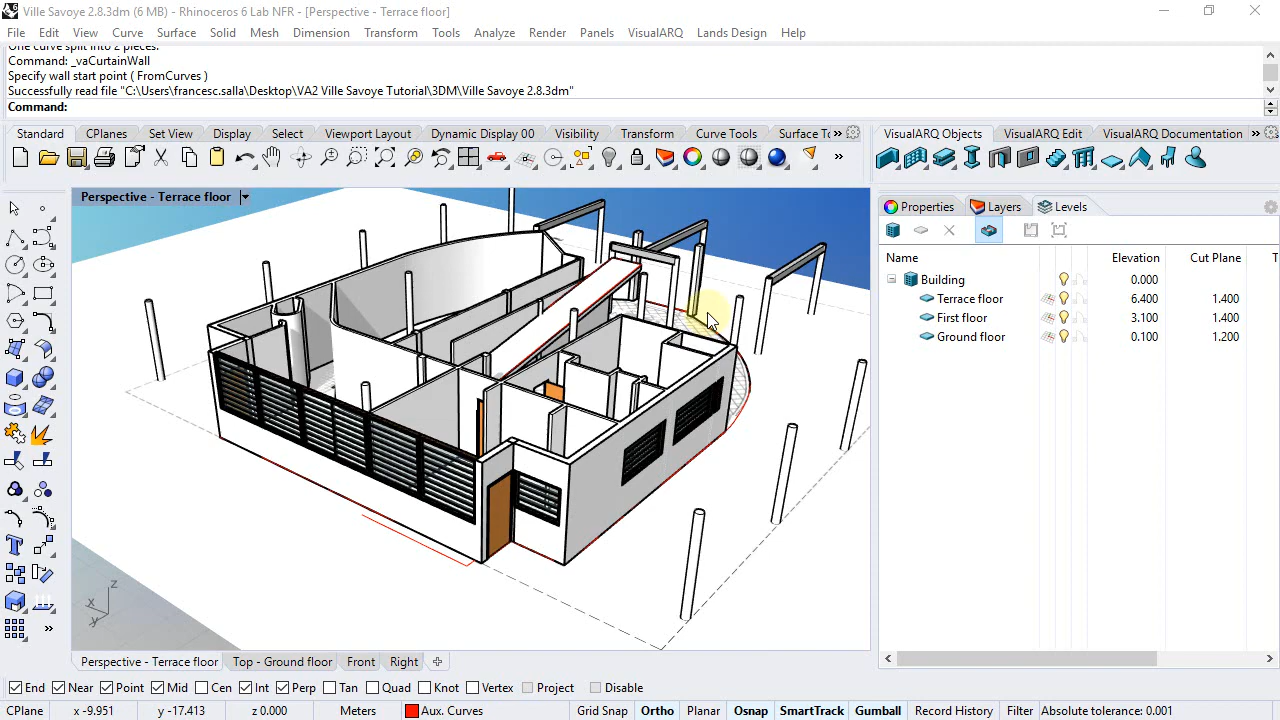 Ville Savoye 2.8.3dm (6 MB) - Rhinoceros 6 Lab NFR - [Perspective - Terrace floor]
File Edit View Curve Surface Solid Mesh Dimension Transform Tools Analyze Render Panels VisualARQ Lands Design Help
One curve split into 2 pieces.
Command: _vaCurtainWall
Specify wall start point ( FromCurves )
Successfully read file "C:\Users\francesc.salla\Desktop\VA2 Ville Savoye Tutorial\3DM\Ville Savoye 2.8.3dm"
Command:
Standard CPlanes Set View Display Select Viewport Layout Dynamic Display 00 Visibility Transform Curve Tools Surface To »
VisualARQ Objects VisualARQ Edit VisualARQ Documentation »
Perspective - Terrace floor
Properties Layers Levels
Name Elevation Cut Plane T
Building 0.000
Terrace floor 6.400 1.400
First floor 3.100 1.400
Ground floor 0.100 1.200
z
x
y
Perspective - Terrace floor Top - Ground floor Front Right
End Near Point Mid Cen Int Perp Tan Quad Knot Vertex Project Disable
CPlane x -9.951 y -17.413 z 0.000 Meters Aux. Curves Grid Snap Ortho Planar Osnap SmartTrack Gumball Record History Filter Absolute tolerance: 0.001